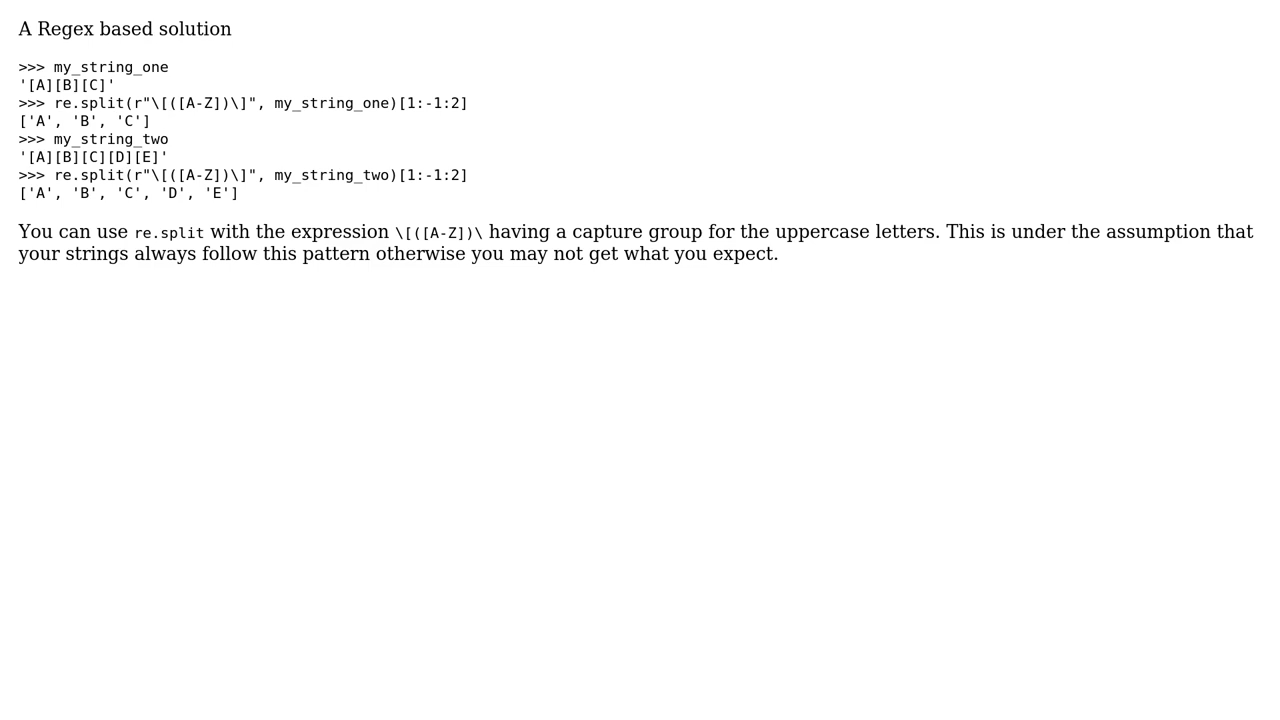 A Regex based solution
>>> my_string_one
'[A][B][C]'
>>> re.split(r"\[([A-Z])\]", my_string_one)[1:-1:2]
['A', 'B', 'C']
>>> my_string_two
'[A][B][C][D][E]'
>>> re.split(r"\[([A-Z])\]", my_string_two)[1:-1:2]
['A', 'B', 'C', 'D', 'E']
You can use re.split with the expression \[([A-Z])\ having a capture group for the uppercase letters. This is under the assumption that
your strings always follow this pattern otherwise you may not get what you expect.